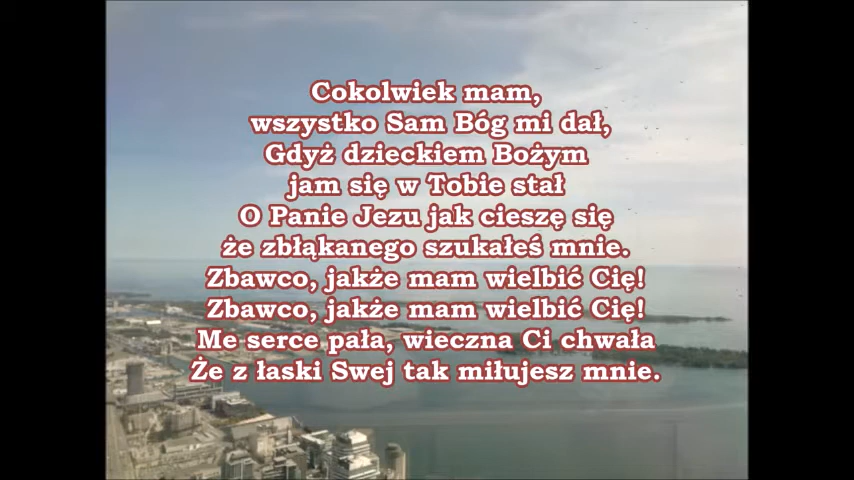 Cokolwiek mam,
wszystko Sam Bóg mi dał,
Gdyż dzieckiem Bożym
jam się w Tobie stał
O Panie Jezu jak cieszę się
że zbłąkanego szukałeś mnie.
Zbawco, jakże mam wielbić Cię!
Zbawco, jakże mam wielbić Cię!
Me serce pała, wieczna Ci chwała
Że z łaski Swej tak miłujesz mnie.